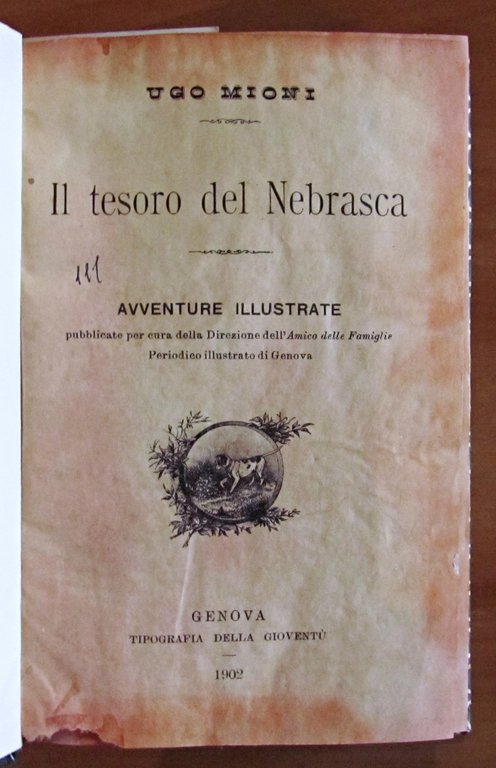 UGO MIONI
Il tesoro del Nebrasca
AVVENTURE ILLUSTRATE
pubblicate per cura della Direzione dell'Amico delle Famiglie
Periodico illustrato di Genova
GENOVA
TIPOGRAFIA DELLA GIOVENTÙ
1902